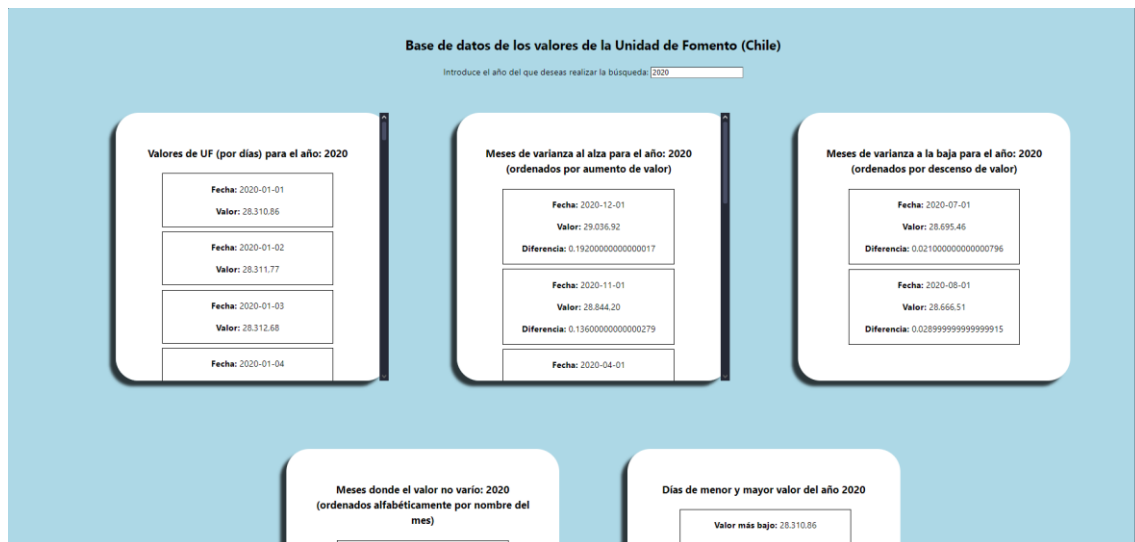 Base de datos de los valores de la Unidad de Fomento (Chile)
Introduce el año del que deseas realizar la búsqueda: 2020
Valores de UF (por días) para el año: 2020
Fecha: 2020-01-01
Valor: 28.310,86
Fecha: 2020-01-02
Valor: 28.311,77
Fecha: 2020-01-03
Valor: 28.312,68
Fecha: 2020-01-04
Meses de varianza al alza para el año: 2020
(ordenados por aumento de valor)
Fecha: 2020-12-01
Valor: 29.036,92
Diferencia: 0.19200000000000017
Fecha: 2020-11-01
Valor: 28.844,20
Diferencia: 0.13600000000000279
Fecha: 2020-04-01
Meses de varianza a la baja para el año: 2020
(ordenados por descenso de valor)
Fecha: 2020-07-01
Valor: 28.695,46
Diferencia: 0.021000000000000796
Fecha: 2020-08-01
Valor: 28.666,51
Diferencia: 0.028999999999999915
Meses donde el valor no varío: 2020
(ordenados alfabéticamente por nombre del
mes)
Días de menor y mayor valor del año 2020
Valor más bajo: 28.310,86